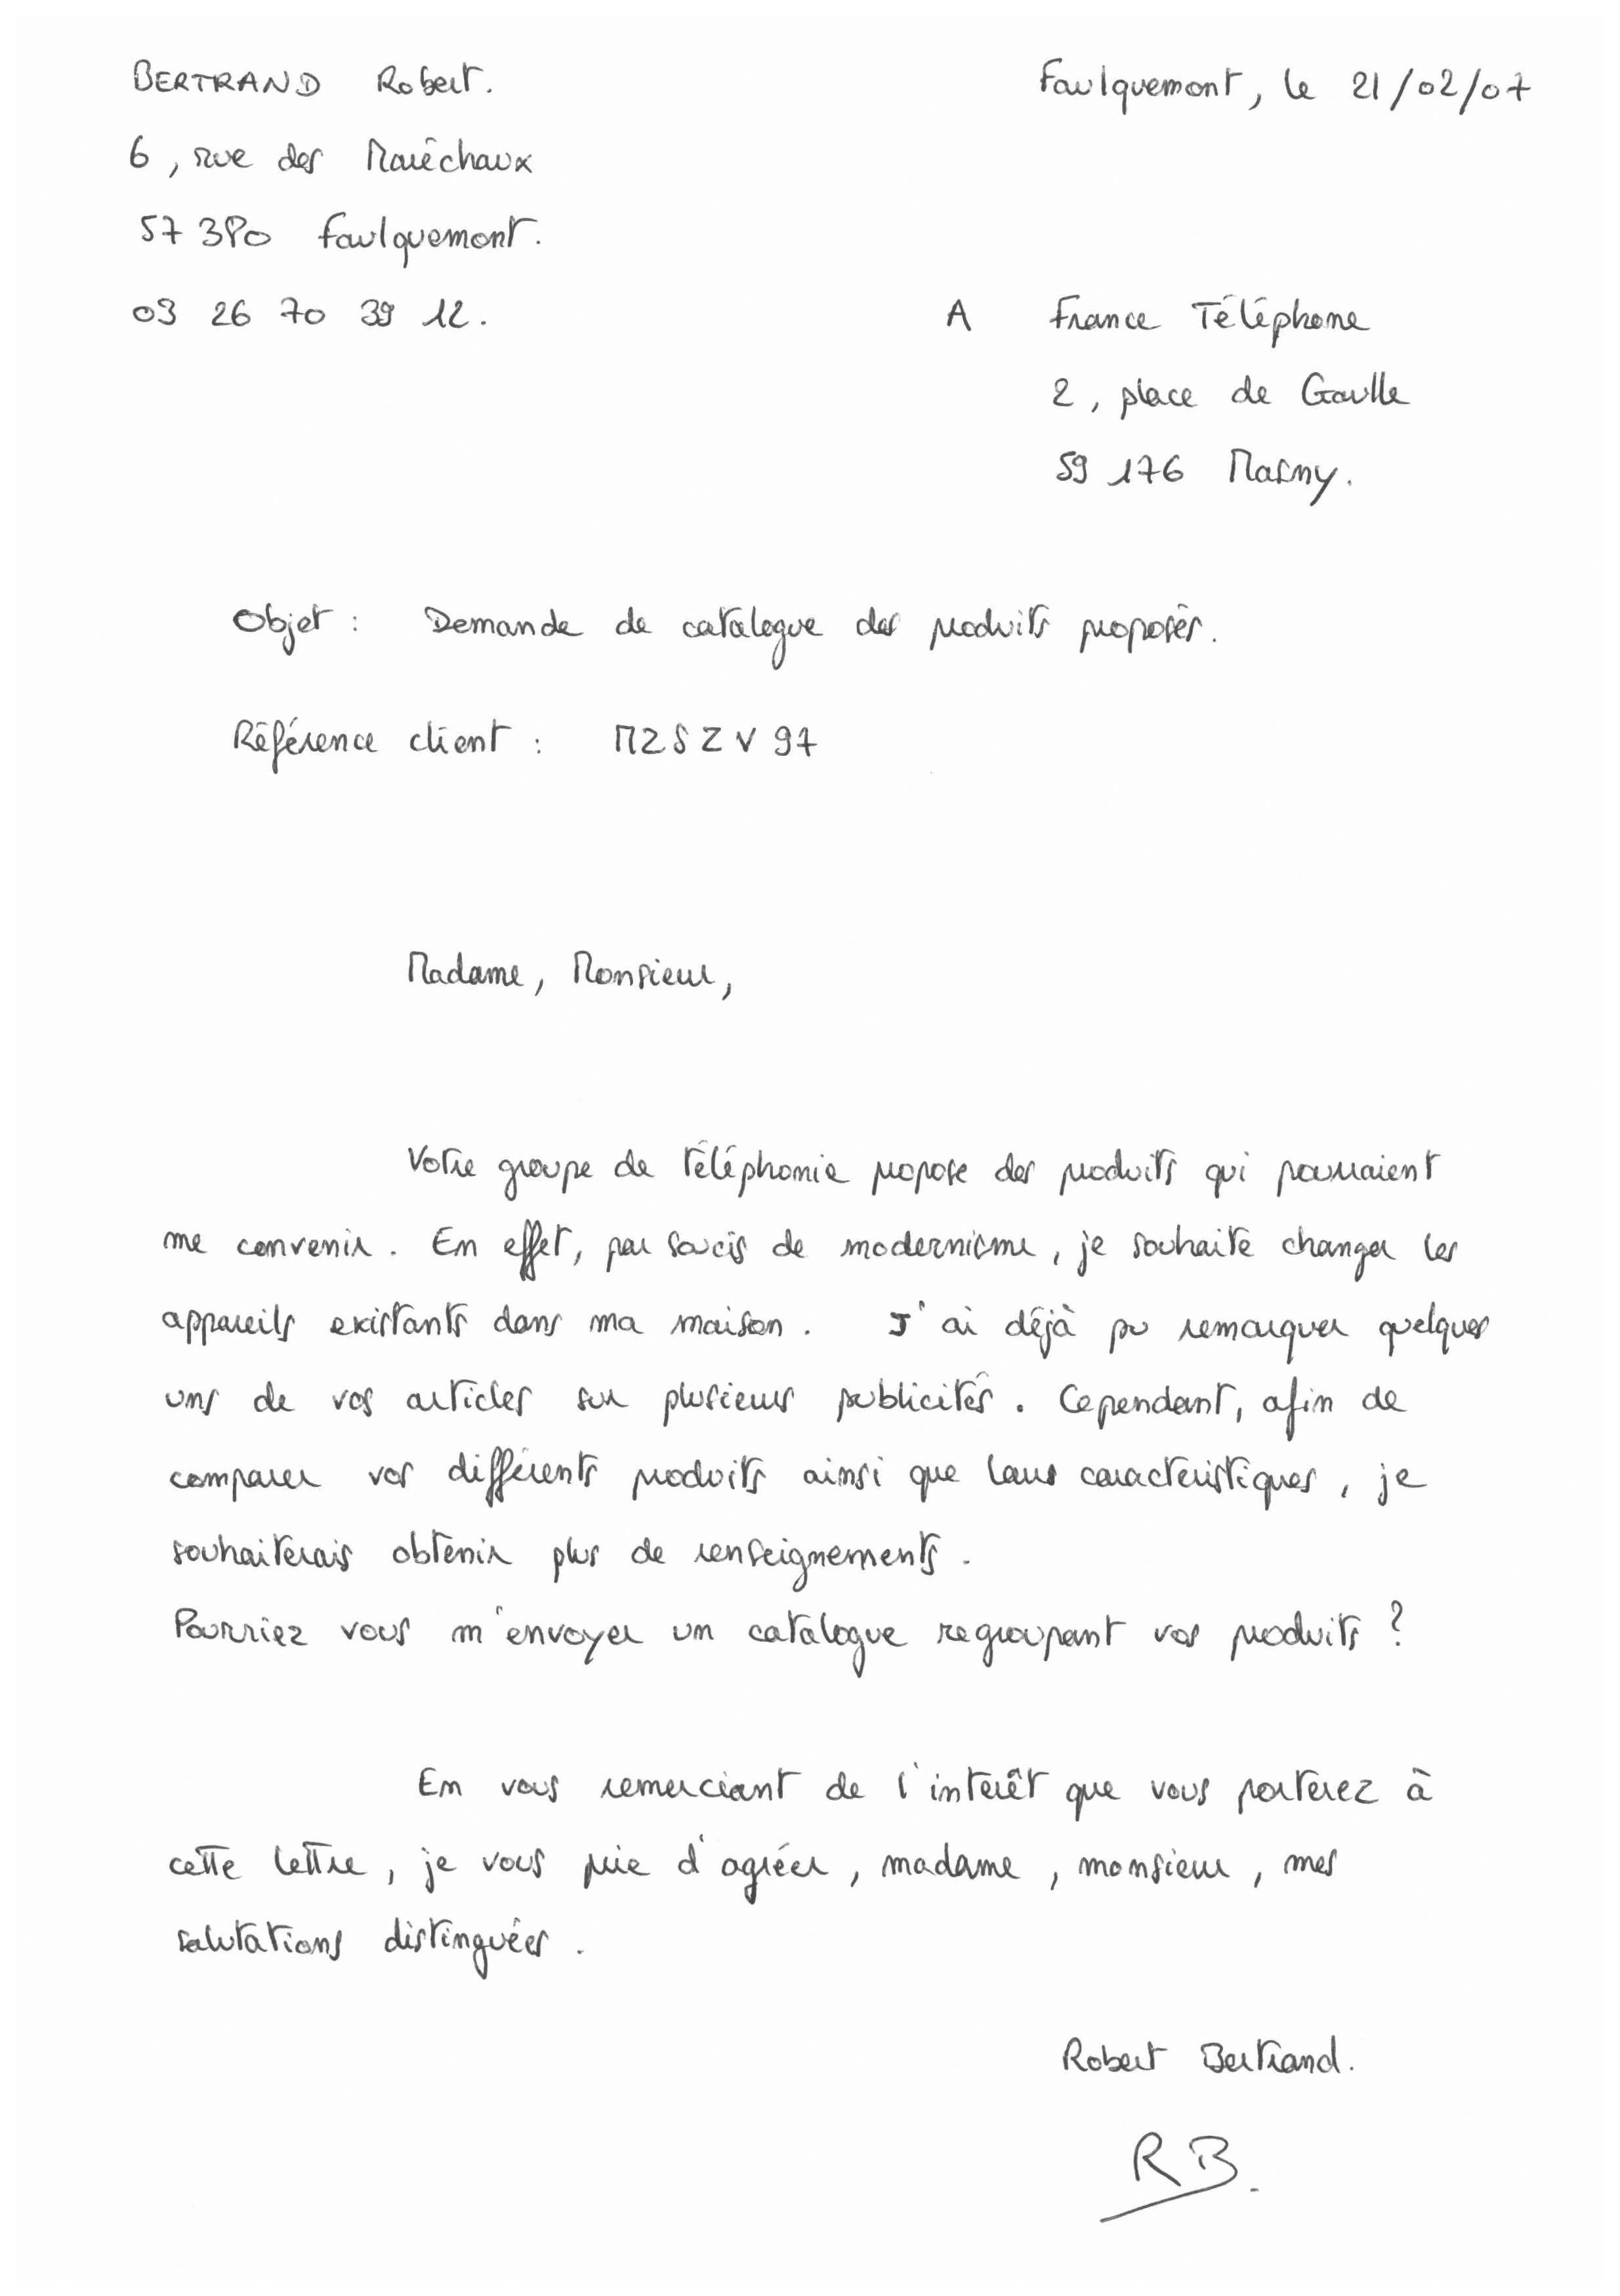 BERTRAND Robert.
Faulquemont, le 21/02/07
6, rue des Maréchaux
57 380 Faulquemont.
03 26 70 39 12.
A France Téléphone
2, place de Gaulle
59 176 Masny.
Objet : Demande de catalogue des produits proposés.
Référence client : MZSZV97
Madame, Monsieur,
Votre groupe de téléphonie propose des produits qui pourraient
me convenir. En effet, par soucis de modernisme, je souhaite changer les
appareils existants dans ma maison. J'ai déjà pu remarquer quelques
uns de vos articles sur plusieurs publicités. Cependant, afin de
comparer vos différents produits ainsi que leurs caractéristiques, je
souhaiterais obtenir plus de renseignements.
Pourriez vous m'envoyer un catalogue regroupant vos produits ?
En vous remerciant de l'interêt que vous porterez à
cette lettre, je vous prie d'agréer, madame, monsieur, mes
salutations distinguées.
Robert Bertrand.
RB.